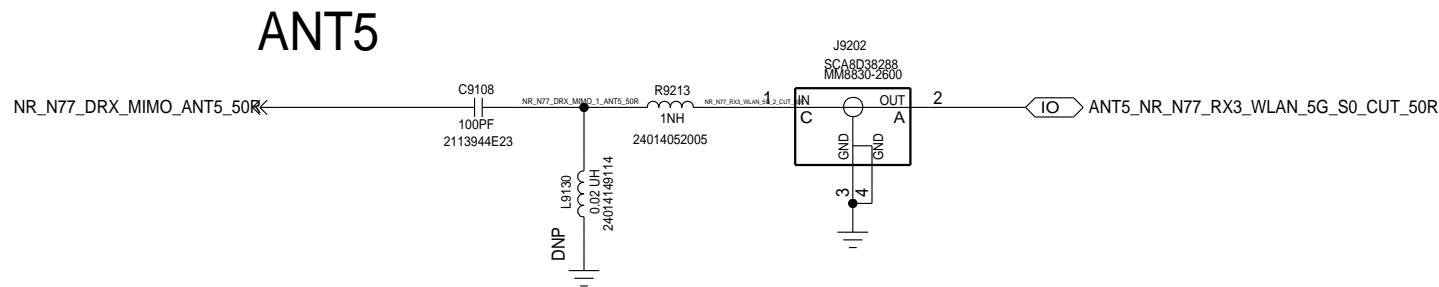 ANT5
J9202
SCA8D38288
MM8830-2600
C9108
R9213
NR_N77_DRX_MIMO_ANT5_50R
NR_N77_DRX_MIMO_1_ANT5_50R
1
IN
OUT
2
IO
ANT5_NR_N77_RX3_WLAN_5G_S0_CUT_50R
C
A
100PF
2113944E23
1NH
24014052005
GND
GND
3
4
L9130
0.02 UH
24014149114
DNP